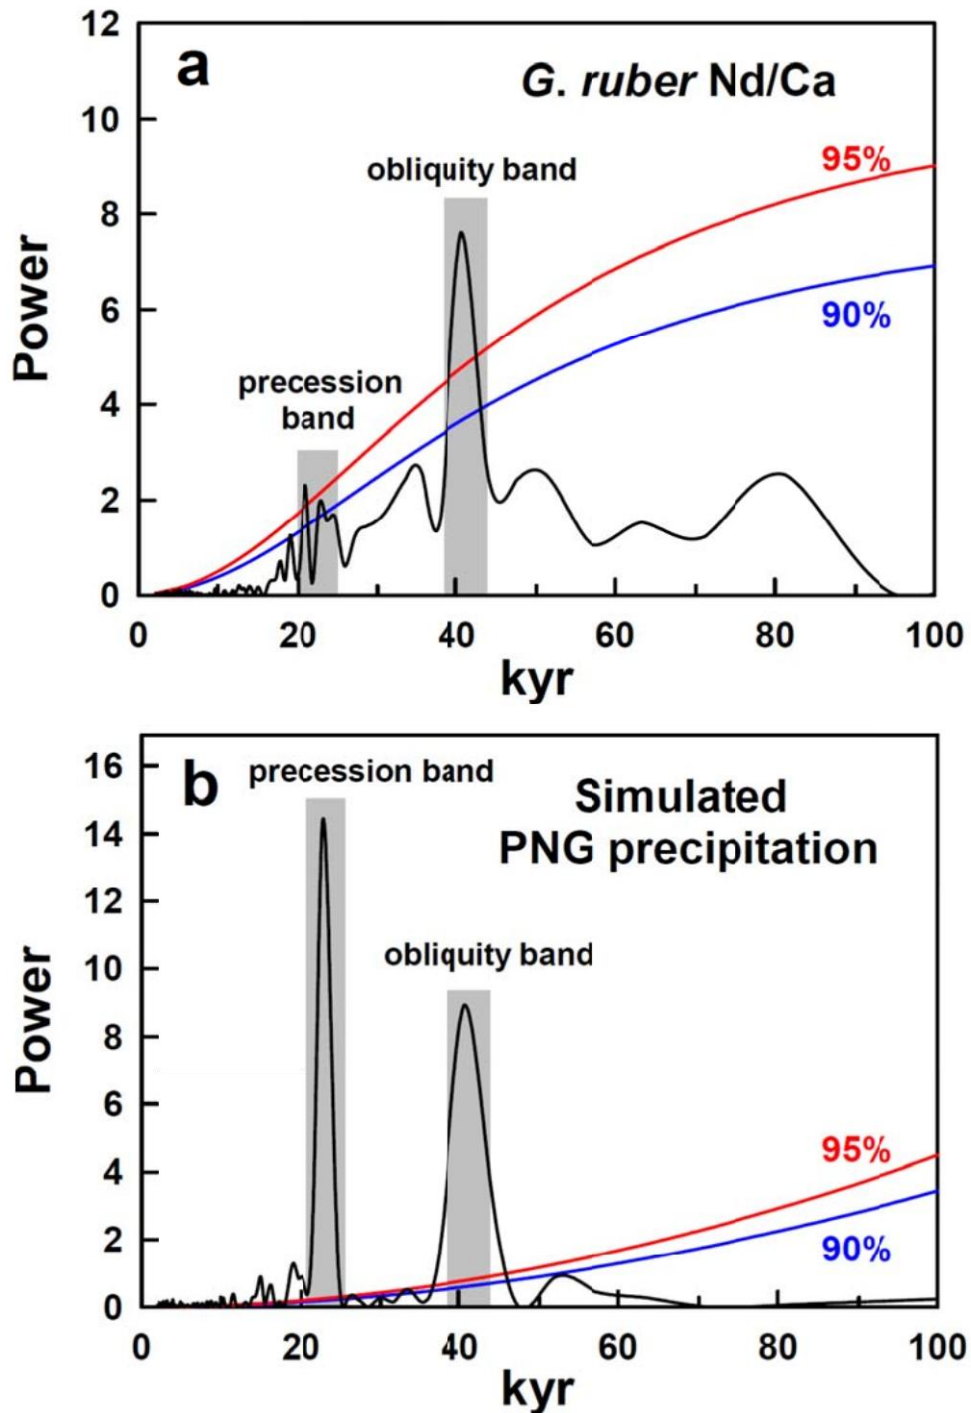 12
a
G. ruber Nd/Ca
10
95%
obliquity band
8
Power
6
90%
precession
band
4
2
0
0 20 40 60 80 100
kyr
16
b
precession band
Simulated
PNG precipitation
14
12
obliquity band
10
Power
8
6
95%
4
90%
2
0
0 20 40 60 80 100
kyr